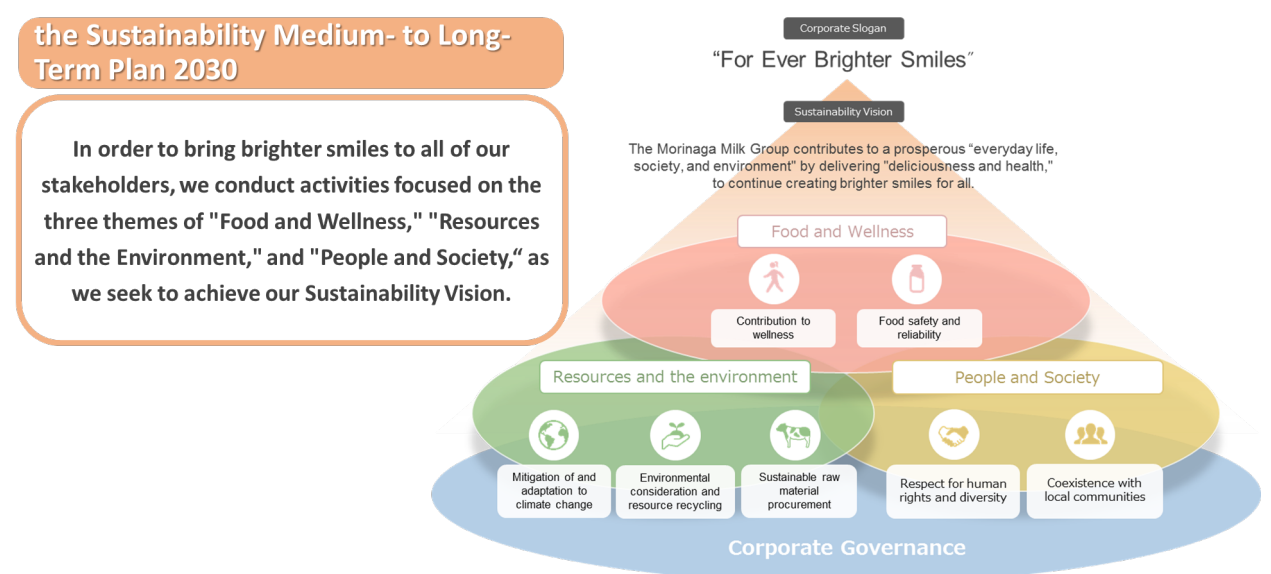 the Sustainability Medium- to Long-
Term Plan 2030
In order to bring brighter smiles to all of our
stakeholders, we conduct activities focused on the
three themes of "Food and Wellness," "Resources
and the Environment," and "People and Society,“ as
we seek to achieve our Sustainability Vision.
Corporate Slogan
“For Ever Brighter Smiles”
Sustainability Vision
The Morinaga Milk Group contributes to a prosperous “everyday life,
society, and environment" by delivering "deliciousness and health,"
to continue creating brighter smiles for all.
Food and Wellness
Contribution to
wellness
Food safety and
reliability
Resources and the environment
Mitigation of and
adaptation to
climate change
Environmental
consideration and
resource recycling
Sustainable raw
material
procurement
People and Society
Respect for human
rights and diversity
Coexistence with
local communities
Corporate Governance